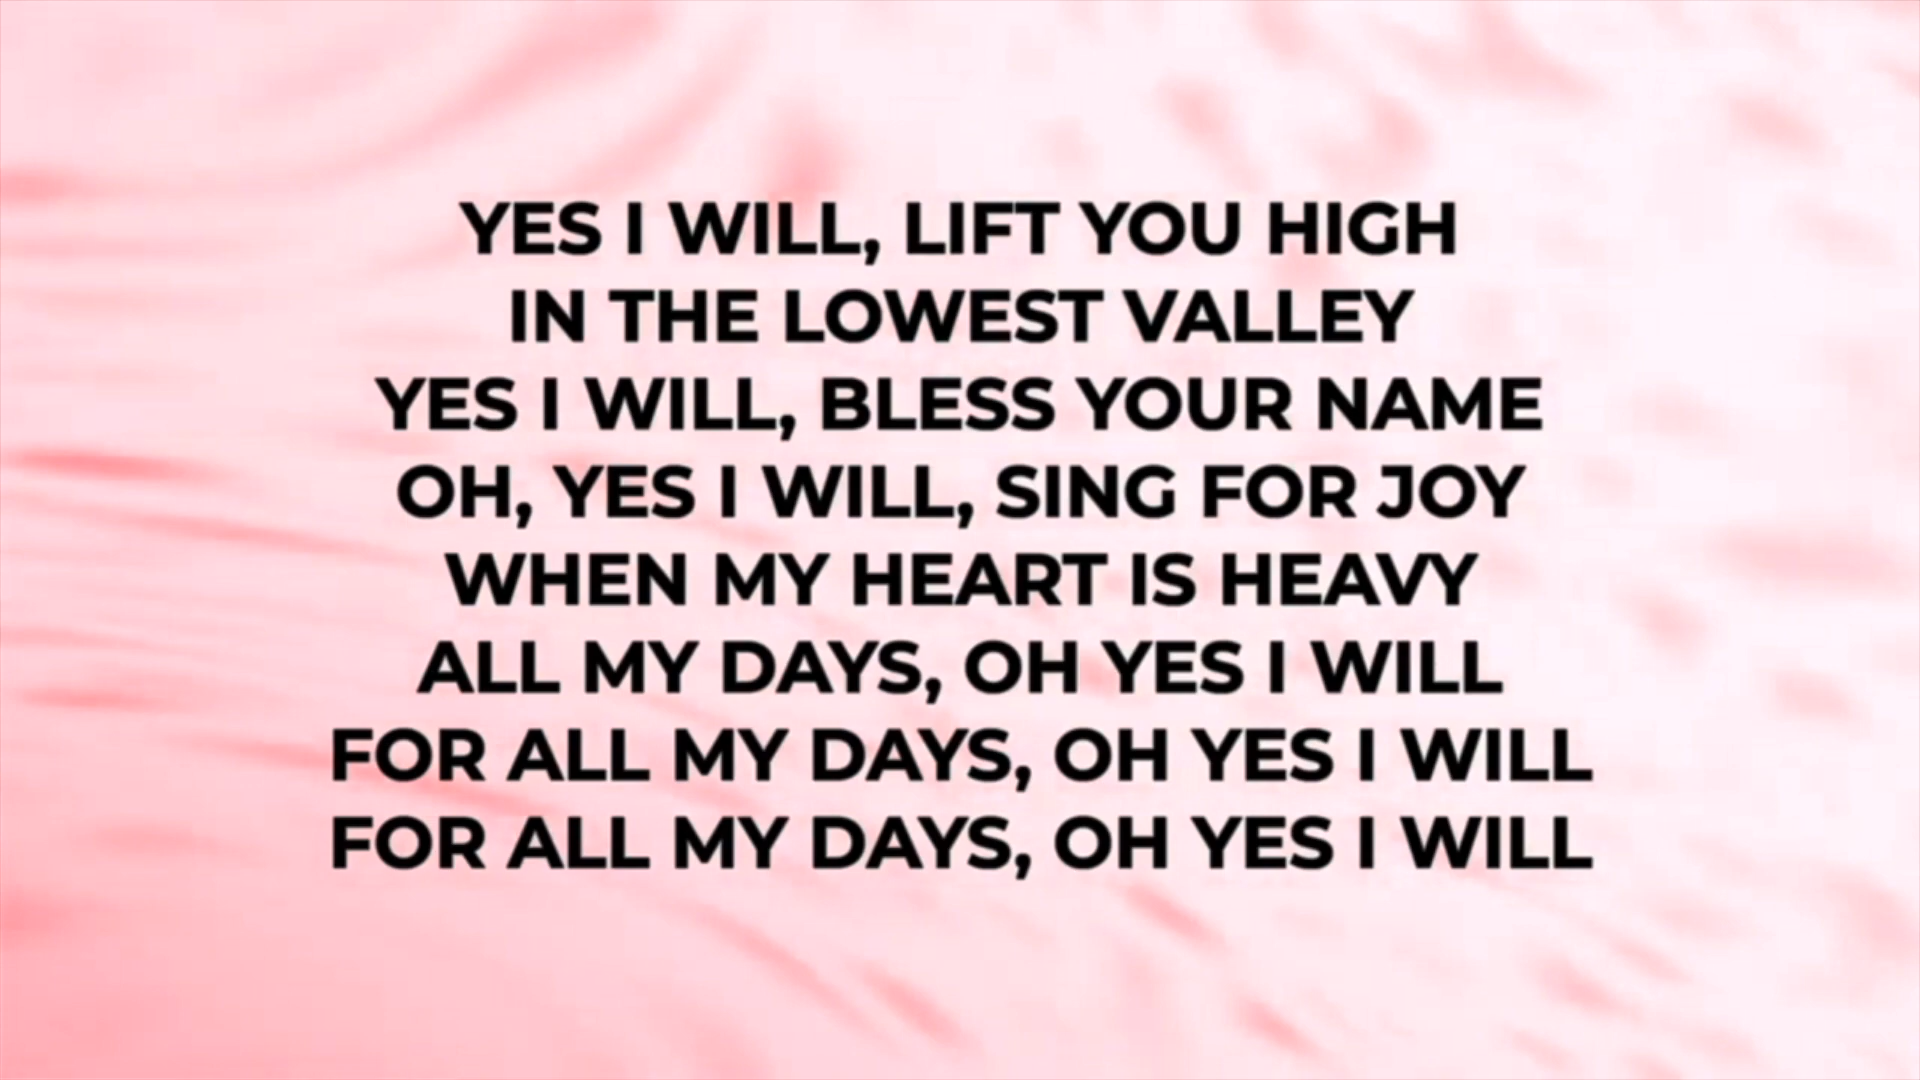 YES I WILL, LIFT YOU HIGH
IN THE LOWEST VALLEY
YES I WILL, BLESS YOUR NAME
OH, YES I WILL, SING FOR JOY
WHEN MY HEART IS HEAVY
ALL MY DAYS, OH YES I WILL
FOR ALL MY DAYS, OH YES I WILL
FOR ALL MY DAYS, OH YES I WILL